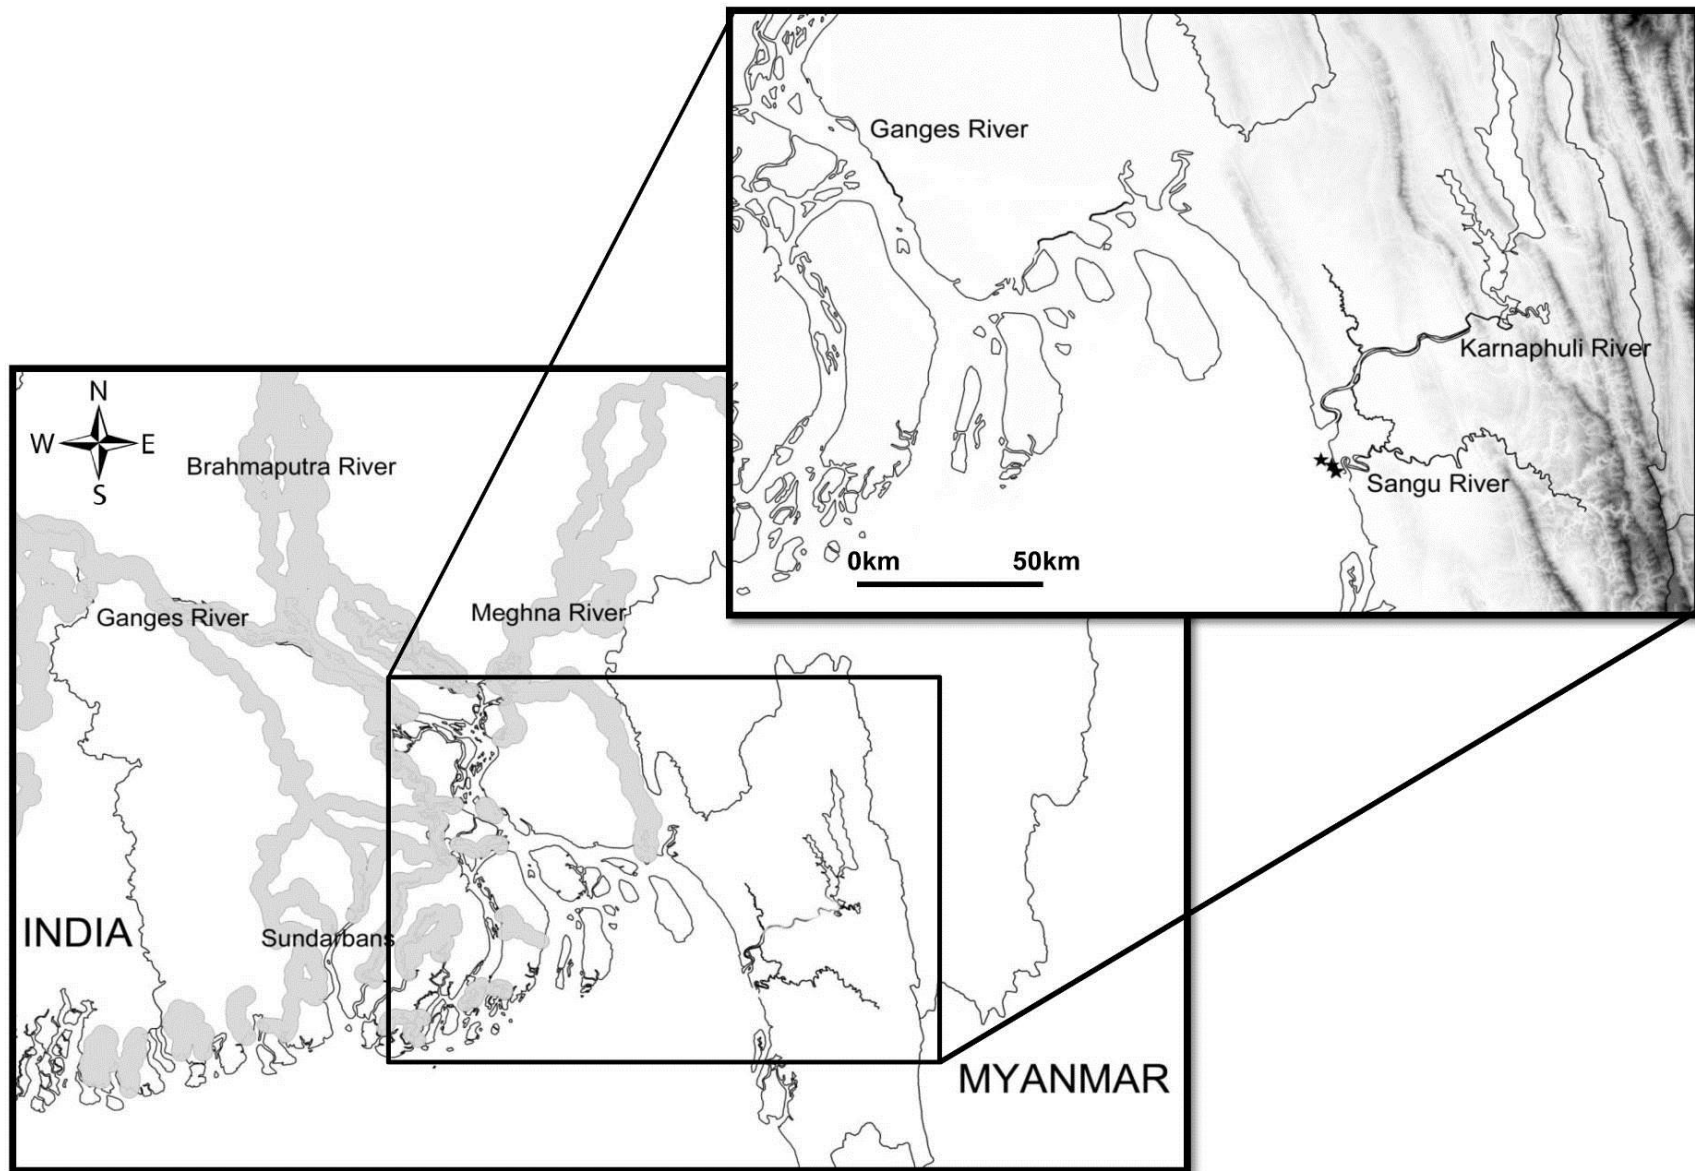 Ganges River
Karnaphuli River
Sangu River
0km 50km
N
W E
S
Brahmaputra River
Ganges River
Meghna River
INDIA
Sundarbans
MYANMAR